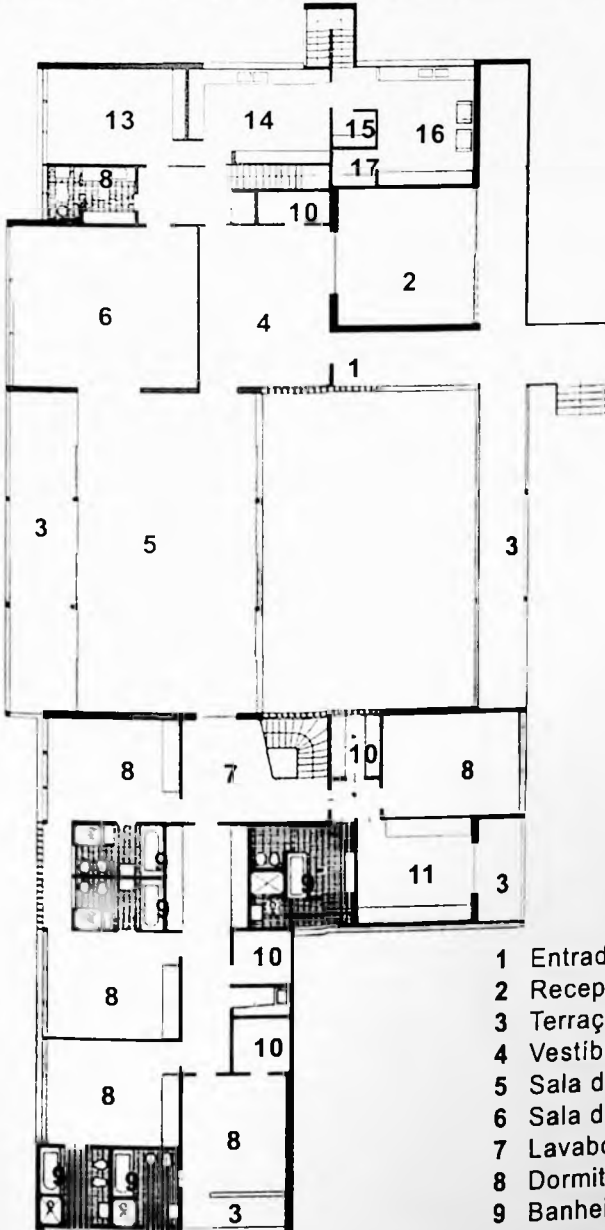 13 14 15 16
8 17
10
2
6 4
1
3 5 3
8 7 10 8
9
9 9 11 3
10
8
10
8
8
9 9
3
1 Entrad
2 Recep
3 Terraç
4 Vestíb
5 Sala d
6 Sala d
7 Lavabo
8 Dormit
9 Banhei